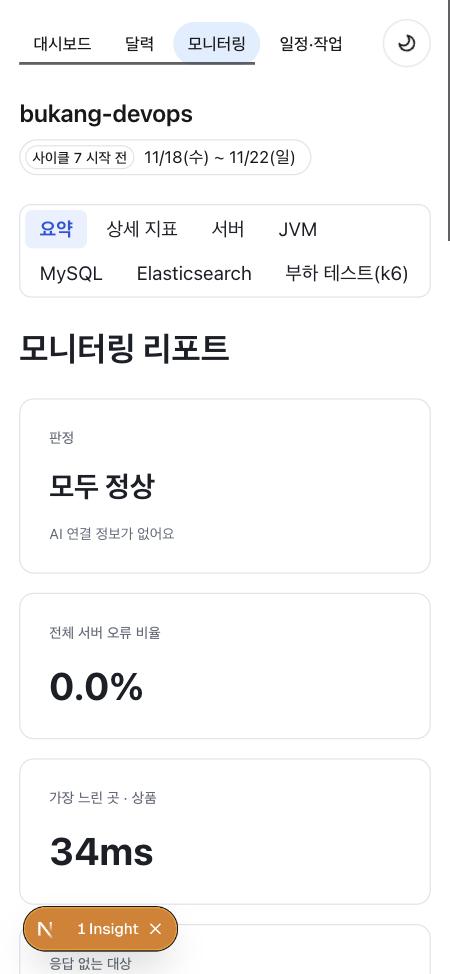 대시보드 달력 모니터링 일정·작업
bukang-devops
사이클 7 시작 전 11/18(수) ~ 11/22(일)
요약 상세 지표 서버 JVM
MySQL Elasticsearch 부하 테스트(k6)
모니터링 리포트
판정
모두 정상
AI 연결 정보가 없어요
전체 서버 오류 비율
0.0%
가장 느린 곳 · 상품
34ms
N 1 Insight ×
응답 없는 대상